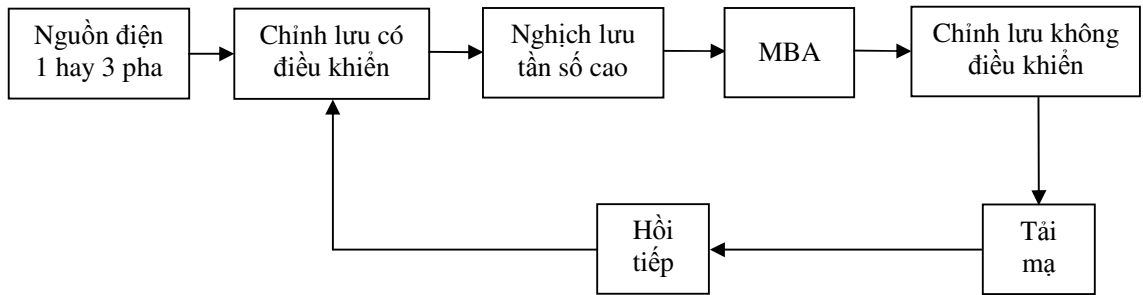 Nguồn điện
1 hay 3 pha
Chỉnh lưu có
điều khiển
Nghịch lưu
tần số cao
MBA
Chỉnh lưu không
điều khiển
Hồi
tiếp
Tải
mạ